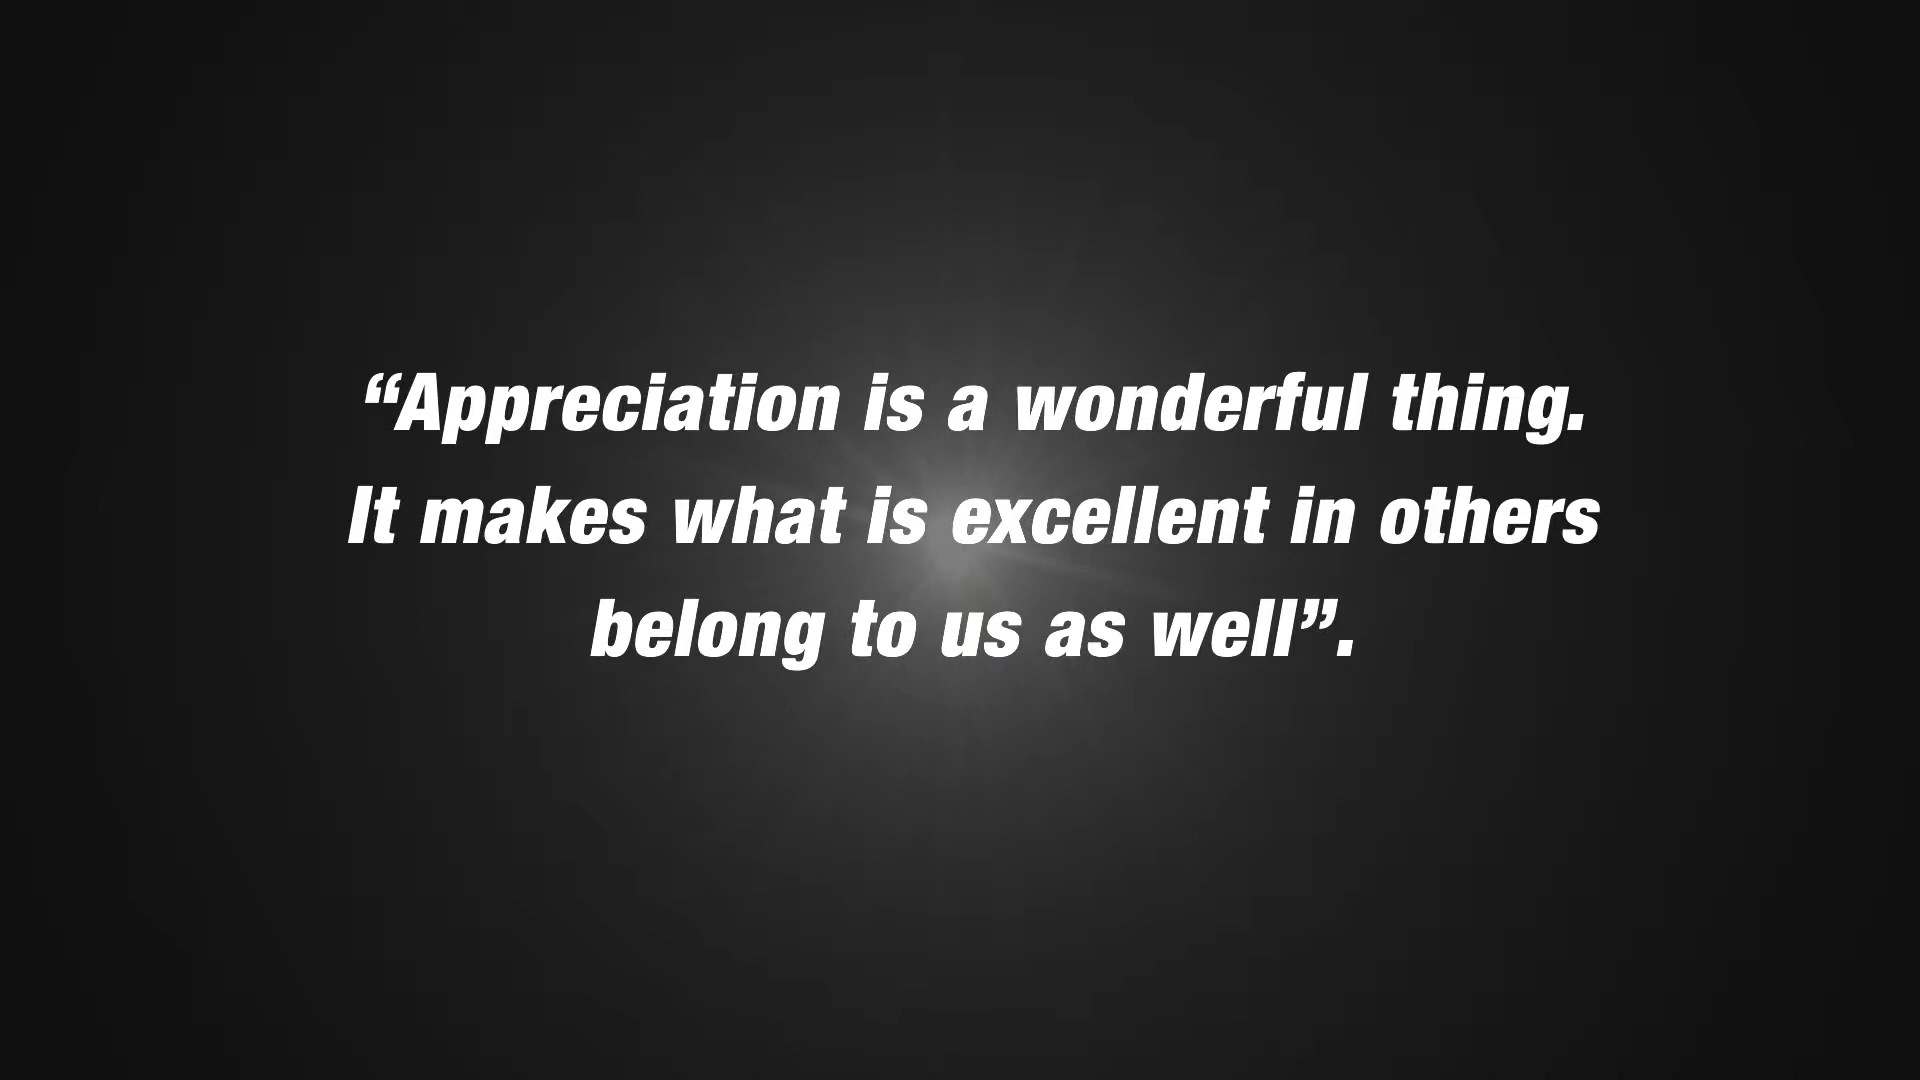 “Appreciation is a wonderful thing.
It makes what is excellent in others
belong to us as well”.